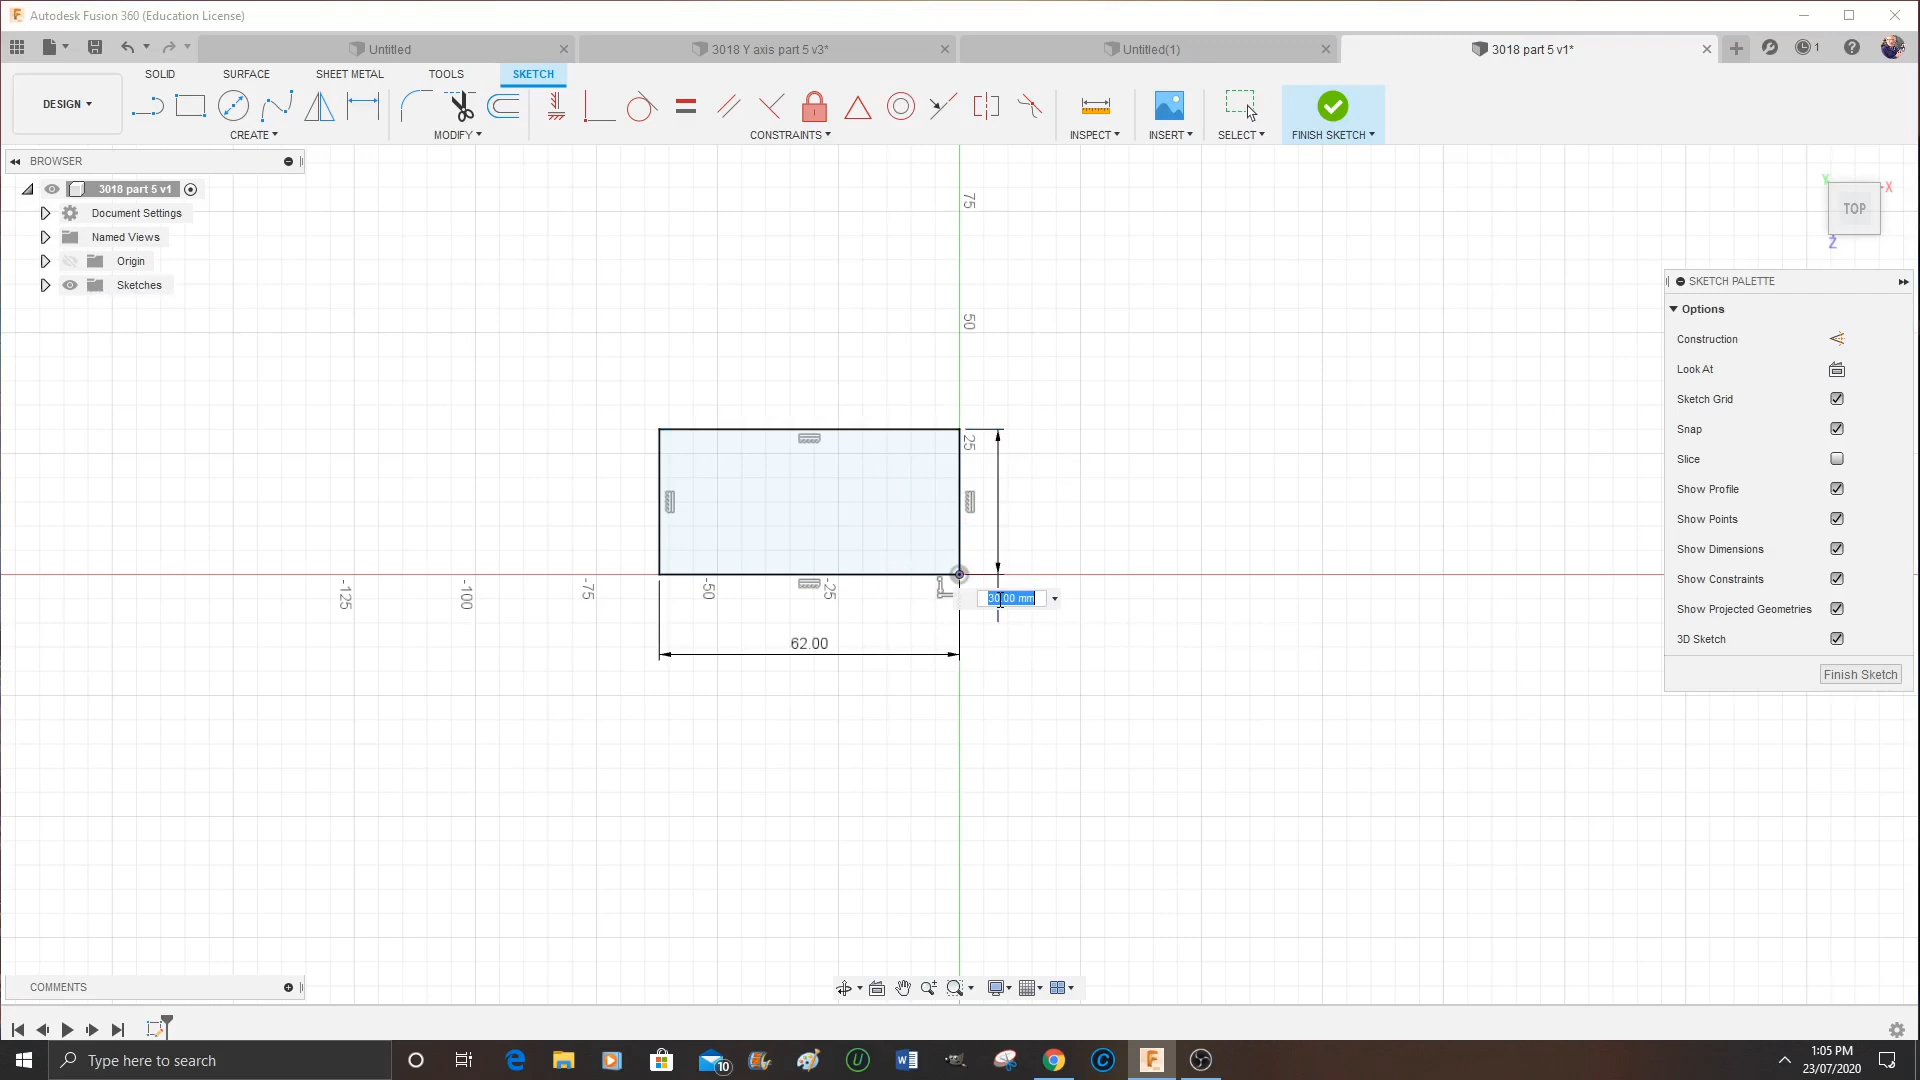 Autodesk Fusion 360 (Education License)
Untitled
3018 Y axis part 5 v3*
Untitled(1)
3018 part 5 v1*
1
SOLID
SURFACE
SHEET METAL
TOOLS
SKETCH
DESIGN
CREATE
MODIFY
CONSTRAINTS
INSPECT
INSERT
SELECT
FINISH SKETCH
BROWSER
3018 part 5 v1
Document Settings
Named Views
Origin
Sketches
75
50
25
-125
-100
-75
-50
-25
30.00 mm
62.00
Y
-X
TOP
Z
SKETCH PALETTE
Options
Construction
Look At
Sketch Grid
Snap
Slice
Show Profile
Show Points
Show Dimensions
Show Constraints
Show Projected Geometries
3D Sketch
Finish Sketch
COMMENTS
Type here to search
10
1:05 PM
23/07/2020